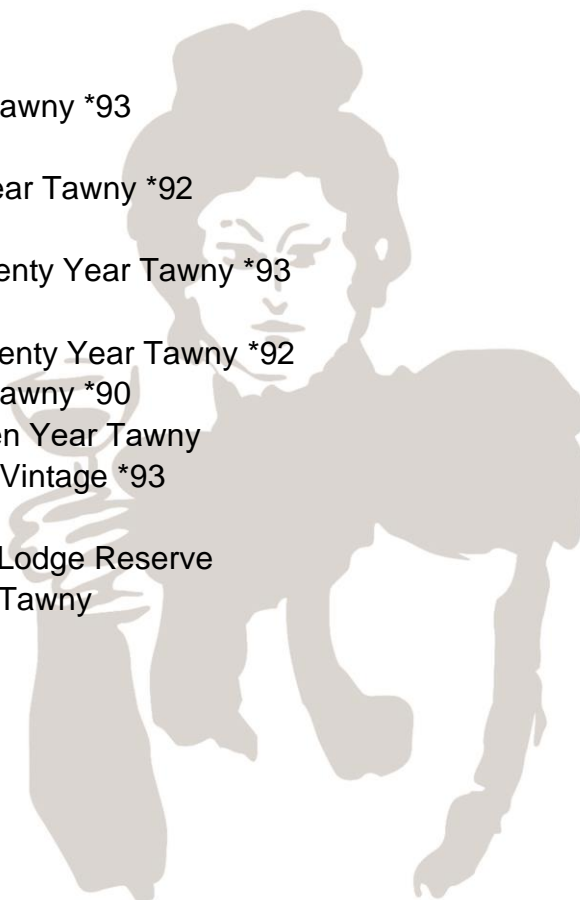 awny *93
ear Tawny *92
enty Year Tawny *93
enty Year Tawny *92
awny *90
en Year Tawny
Vintage *93
Lodge Reserve
Tawny